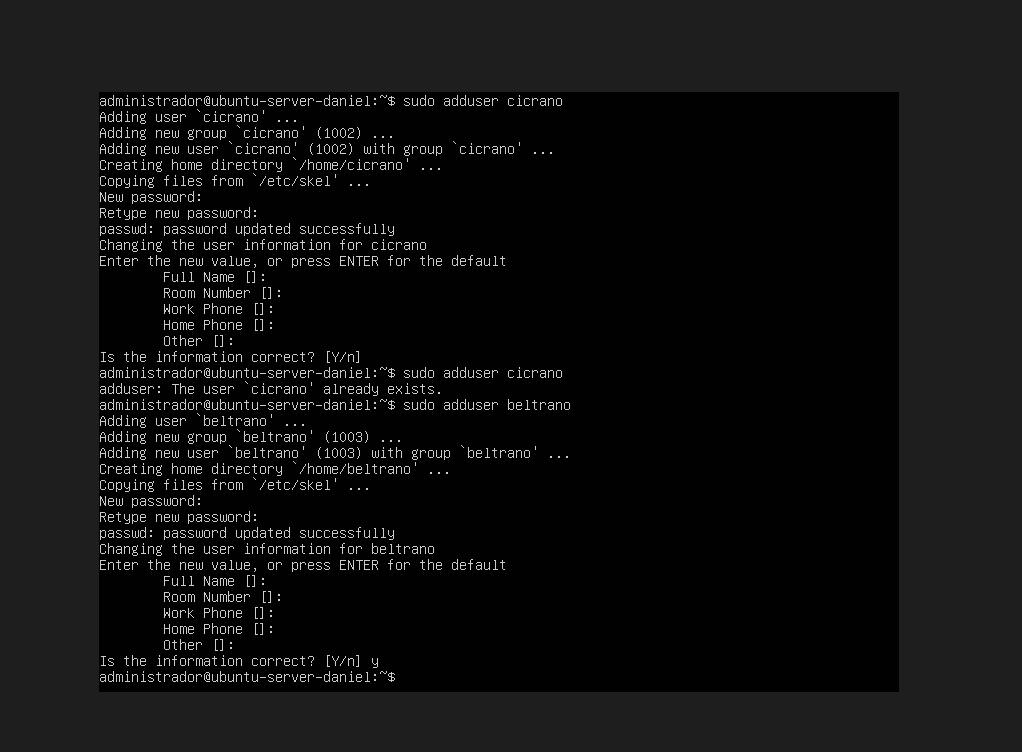 administrador@ubuntu-server-daniel:~$ sudo adduser cicrano
Adding user `cicrano' ...
Adding new group `cicrano' (1002) ...
Adding new user `cicrano' (1002) with group `cicrano' ...
Creating home directory `/home/cicrano' ...
Copying files from `/etc/skel' ...
New password:
Retype new password:
passwd: password updated successfully
Changing the user information for cicrano
Enter the new value, or press ENTER for the default
        Full Name []:
        Room Number []:
        Work Phone []:
        Home Phone []:
        Other []:
Is the information correct? [Y/n]
administrador@ubuntu-server-daniel:~$ sudo adduser cicrano
adduser: The user `cicrano' already exists.
administrador@ubuntu-server-daniel:~$ sudo adduser beltrano
Adding user `beltrano' ...
Adding new group `beltrano' (1003) ...
Adding new user `beltrano' (1003) with group `beltrano' ...
Creating home directory `/home/beltrano' ...
Copying files from `/etc/skel' ...
New password:
Retype new password:
passwd: password updated successfully
Changing the user information for beltrano
Enter the new value, or press ENTER for the default
        Full Name []:
        Room Number []:
        Work Phone []:
        Home Phone []:
        Other []:
Is the information correct? [Y/n] y
administrador@ubuntu-server-daniel:~$